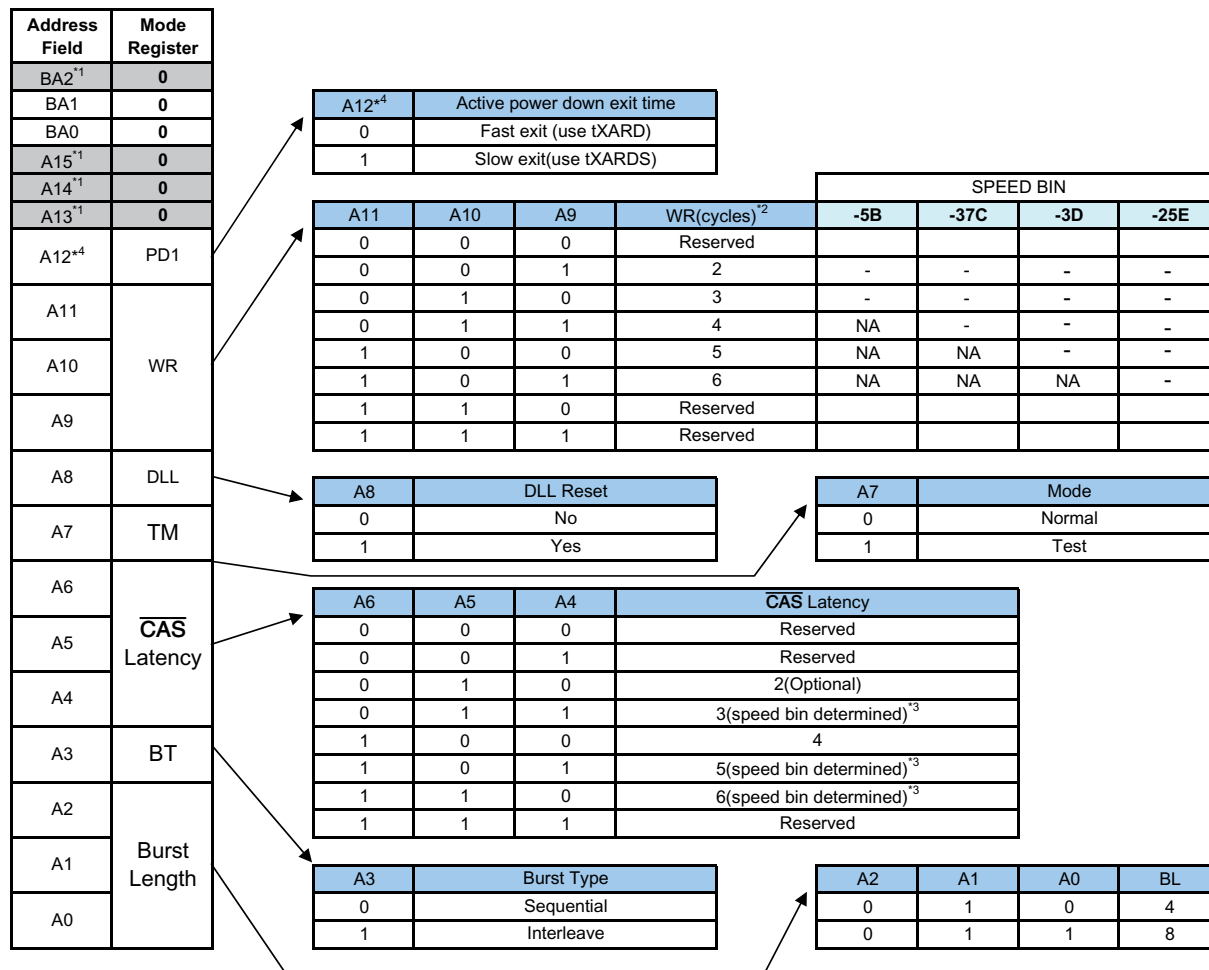 Address Field Mode Register
BA2*1 0
BA1 0
BA0 0
A15*1 0
A14*1 0
A13*1 0
A12*4 PD1
A11
A10 WR
A9
A8 DLL
A7 TM
A6
A5 CAS Latency
A4
A3 BT
A2
A1 Burst Length
A0
A12*4 Active power down exit time
0 Fast exit (use tXARD)
1 Slow exit(use tXARDS)
SPEED BIN
A11 A10 A9 WR(cycles)*2 -5B -37C -3D -25E
0 0 0 Reserved
0 0 1 2 - - - -
0 1 0 3 - - - -
0 1 1 4 NA - - -
1 0 0 5 NA NA - -
1 0 1 6 NA NA NA -
1 1 0 Reserved
1 1 1 Reserved
A8 DLL Reset
0 No
1 Yes
A7 Mode
0 Normal
1 Test
A6 A5 A4 CAS Latency
0 0 0 Reserved
0 0 1 Reserved
0 1 0 2(Optional)
0 1 1 3(speed bin determined)*3
1 0 0 4
1 0 1 5(speed bin determined)*3
1 1 0 6(speed bin determined)*3
1 1 1 Reserved
A3 Burst Type
0 Sequential
1 Interleave
A2 A1 A0 BL
0 1 0 4
0 1 1 8